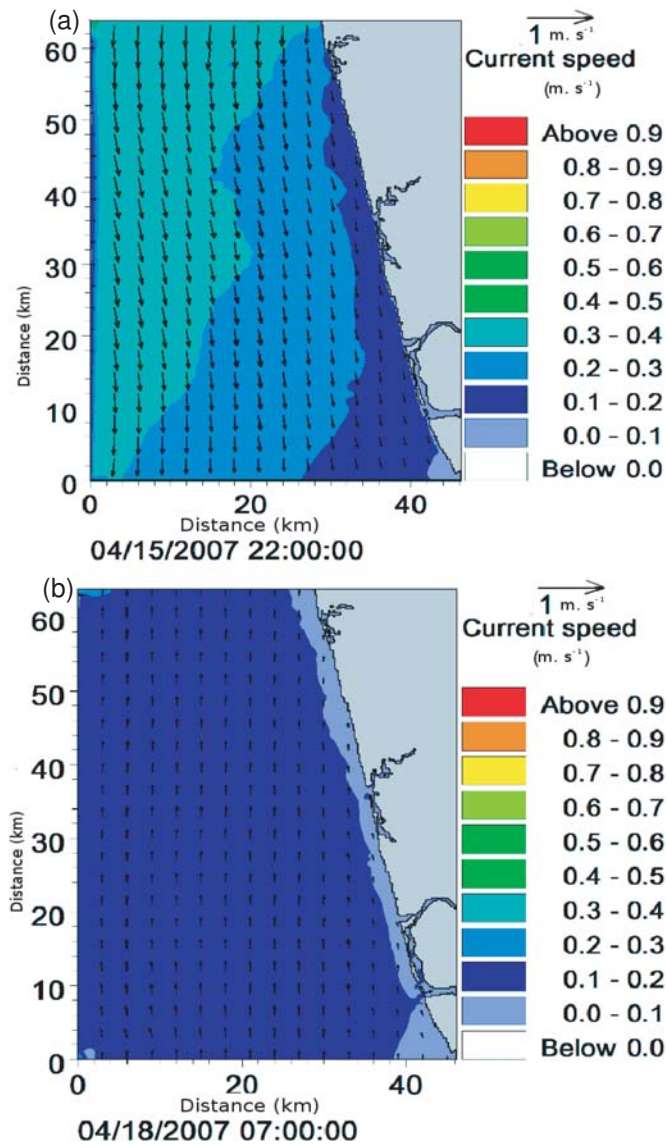 (a)
1 m. s⁻¹
Current speed
(m. s⁻¹)
Above 0.9
0.8 - 0.9
0.7 - 0.8
0.6 - 0.7
0.5 - 0.6
0.4 - 0.5
0.3 - 0.4
0.2 - 0.3
0.1 - 0.2
0.0 - 0.1
Below 0.0
Distance (km)
60
50
40
30
20
10
0
0 20 40
Distance (km)
04/15/2007 22:00:00
(b)
1 m. s⁻¹
Current speed
(m. s⁻¹)
Above 0.9
0.8 - 0.9
0.7 - 0.8
0.6 - 0.7
0.5 - 0.6
0.4 - 0.5
0.3 - 0.4
0.2 - 0.3
0.1 - 0.2
0.0 - 0.1
Below 0.0
Distance (km)
60
50
40
30
20
10
0
0 20 40
Distance (km)
04/18/2007 07:00:00